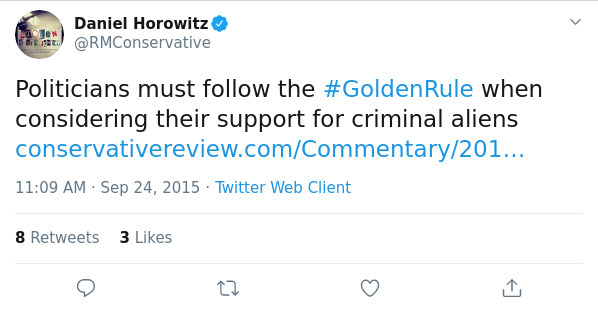 Daniel Horowitz
@RMConservative
Politicians must follow the #GoldenRule when
considering their support for criminal aliens
conservativereview.com/Commentary/201…
11:09 AM · Sep 24, 2015 · Twitter Web Client
8 Retweets 3 Likes